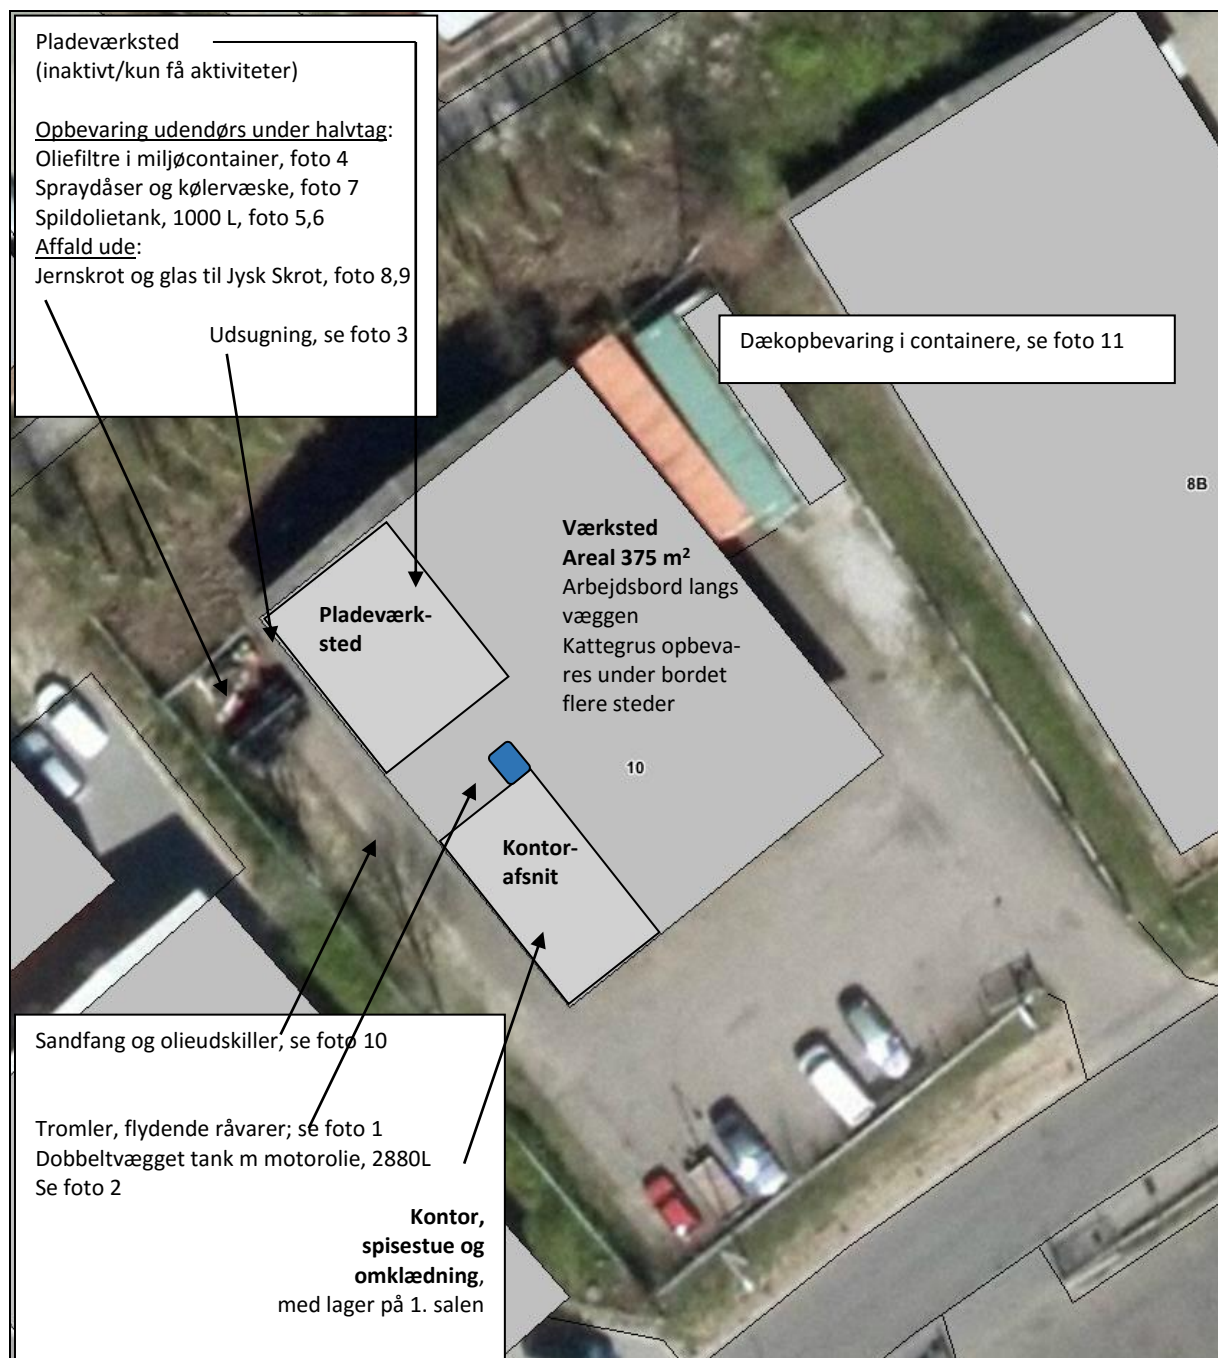 Pladeværksted
(inaktivt/kun få aktiviteter)
Opbevaring udendørs under halvtag:
Oliefiltre i miljøcontainer, foto 4
Spraydåser og kølervæske, foto 7
Spildolietank, 1000 L, foto 5,6
Affald ude:
Jernskrot og glas til Jysk Skrot, foto 8,9
Udsugning, se foto 3
Dækopbevaring i containere, se foto 11
8B
Værksted
Areal 375 m²
Arbejdsbord langs
væggen
Kattegrus opbeva-
res under bordet
flere steder
Pladeværk-
sted
10
Kontor-
afsnit
Sandfang og olieudskiller, se foto 10
Tromler, flydende råvarer; se foto 1
Dobbeltvægget tank m motorolie, 2880L
Se foto 2
Kontor,
spisestue og
omklædning,
med lager på 1. salen